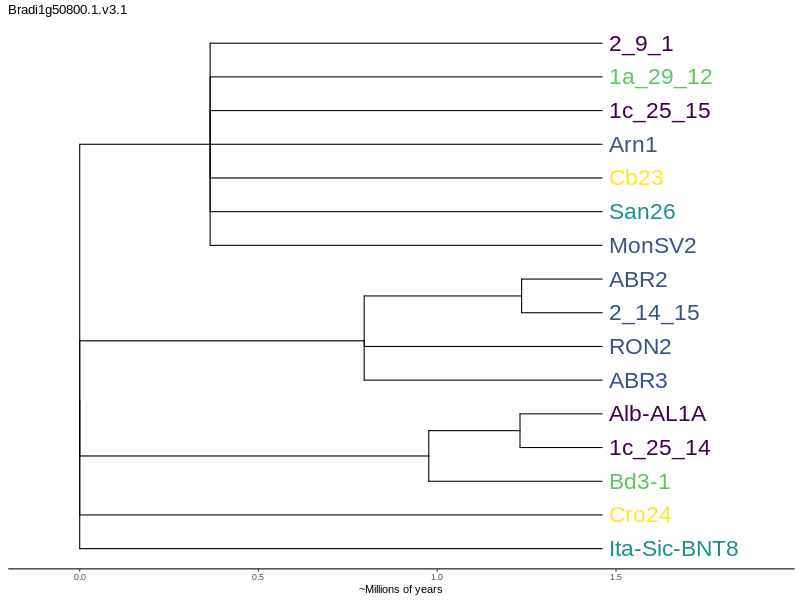 Bradi1g50800.1.v3.1
2_9_1
1a_29_12
1c_25_15
Arn1
Cb23
San26
MonSV2
ABR2
2_14_15
RON2
ABR3
Alb-AL1A
1c_25_14
Bd3-1
Cro24
Ita-Sic-BNT8
0.0 0.5 1.0 1.5
~Millions of years